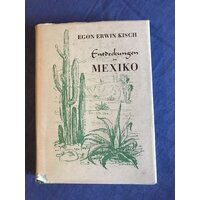 EGON ERWIN KISCH
Entdeckungen
in
MEXIKO